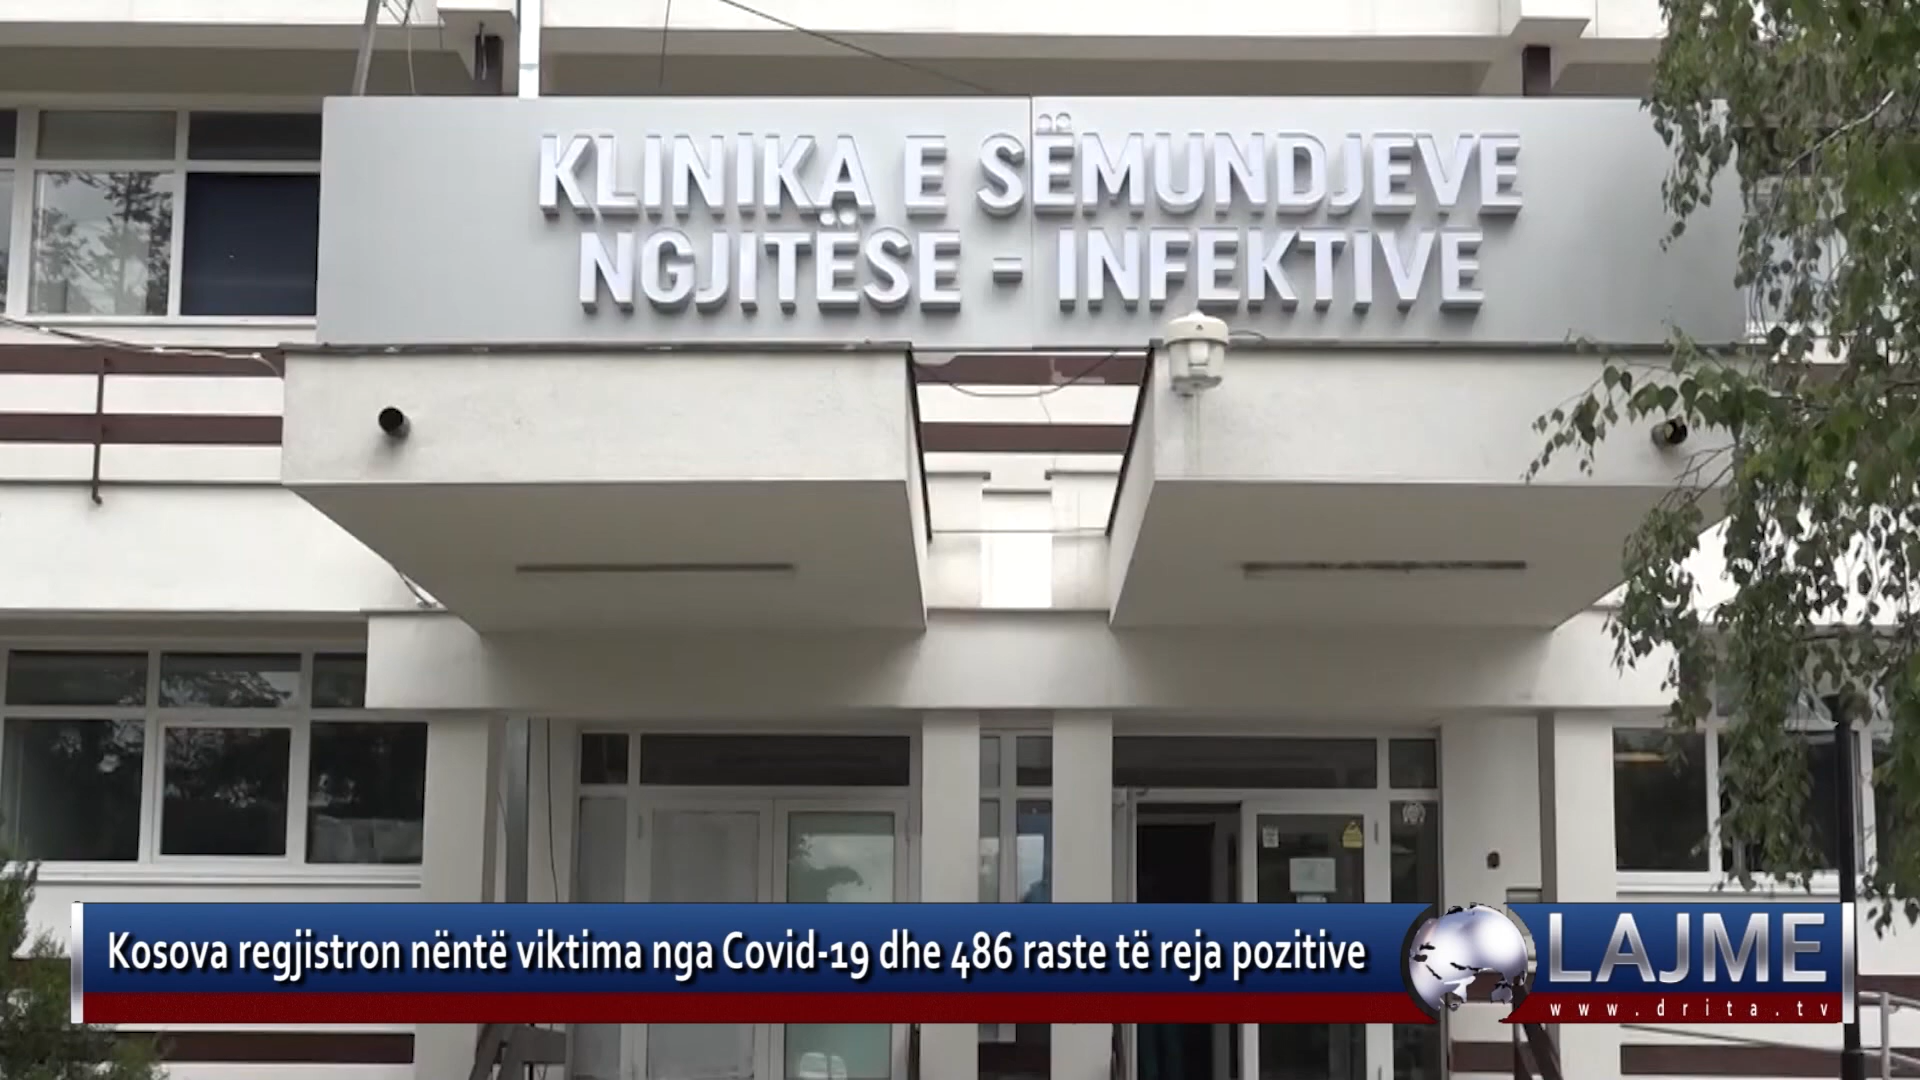 KLINIKA E SËMUNDJEVE
NGJITËSE - INFEKTIVE
Kosova regjistron nëntë viktima nga Covid-19 dhe 486 raste të reja pozitive
LAJME
www.drita.tv